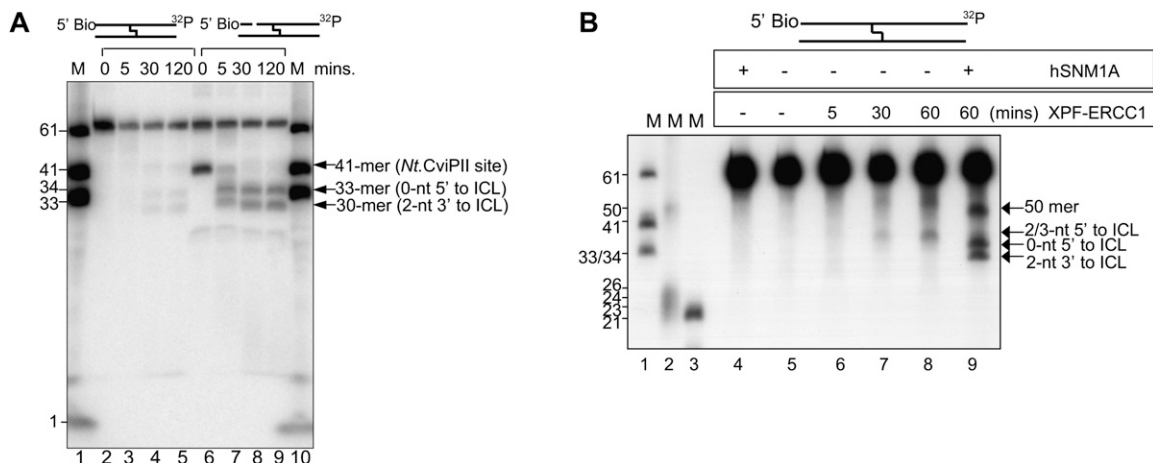 A
5' Bio
32P
5' Bio
32P
M 0 5 30 120 0 5 30 120 M mins.
61
41
34
33
1
41-mer (Nt.CviPII site)
33-mer (0-nt 5' to ICL)
30-mer (2-nt 3' to ICL)
1 2 3 4 5 6 7 8 9 10
B
5' Bio
32P
+ - - - - + hSNM1A
- - 5 30 60 60 (mins) XPF-ERCC1
M M M
61
50
41
33/34
26
24
23
21
50 mer
2/3-nt 5' to ICL
0-nt 5' to ICL
2-nt 3' to ICL
1 2 3 4 5 6 7 8 9